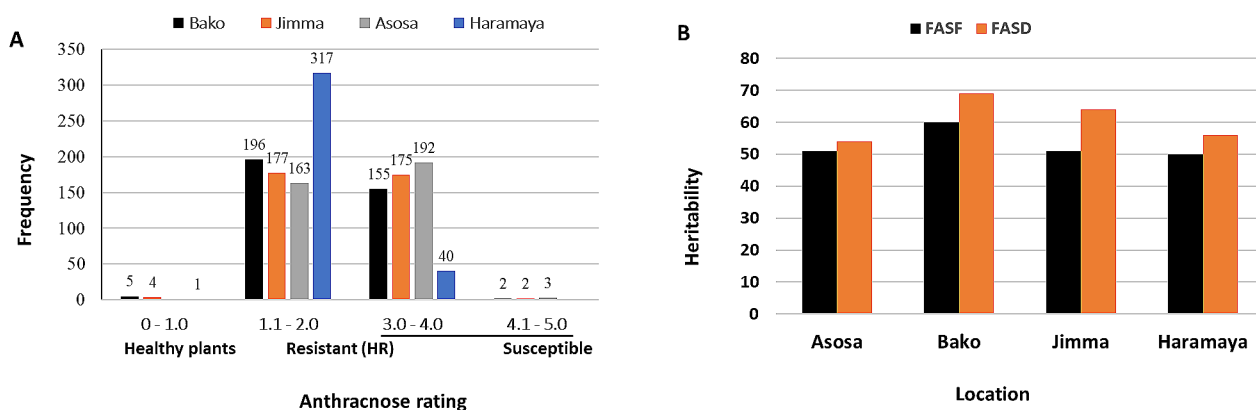 A
Bako Jimma Asosa Haramaya
350
300
250
200
150
100
50
0
Frequency
5 4 1
196 177 163 317
155 175 192 40
2 2 3
0 - 1.0 1.1 - 2.0 3.0 - 4.0 4.1 - 5.0
Healthy plants Resistant (HR) Susceptible
Anthracnose rating
B
FASF FASD
80
70
60
50
40
30
20
10
0
Heritability
Asosa Bako Jimma Haramaya
Location